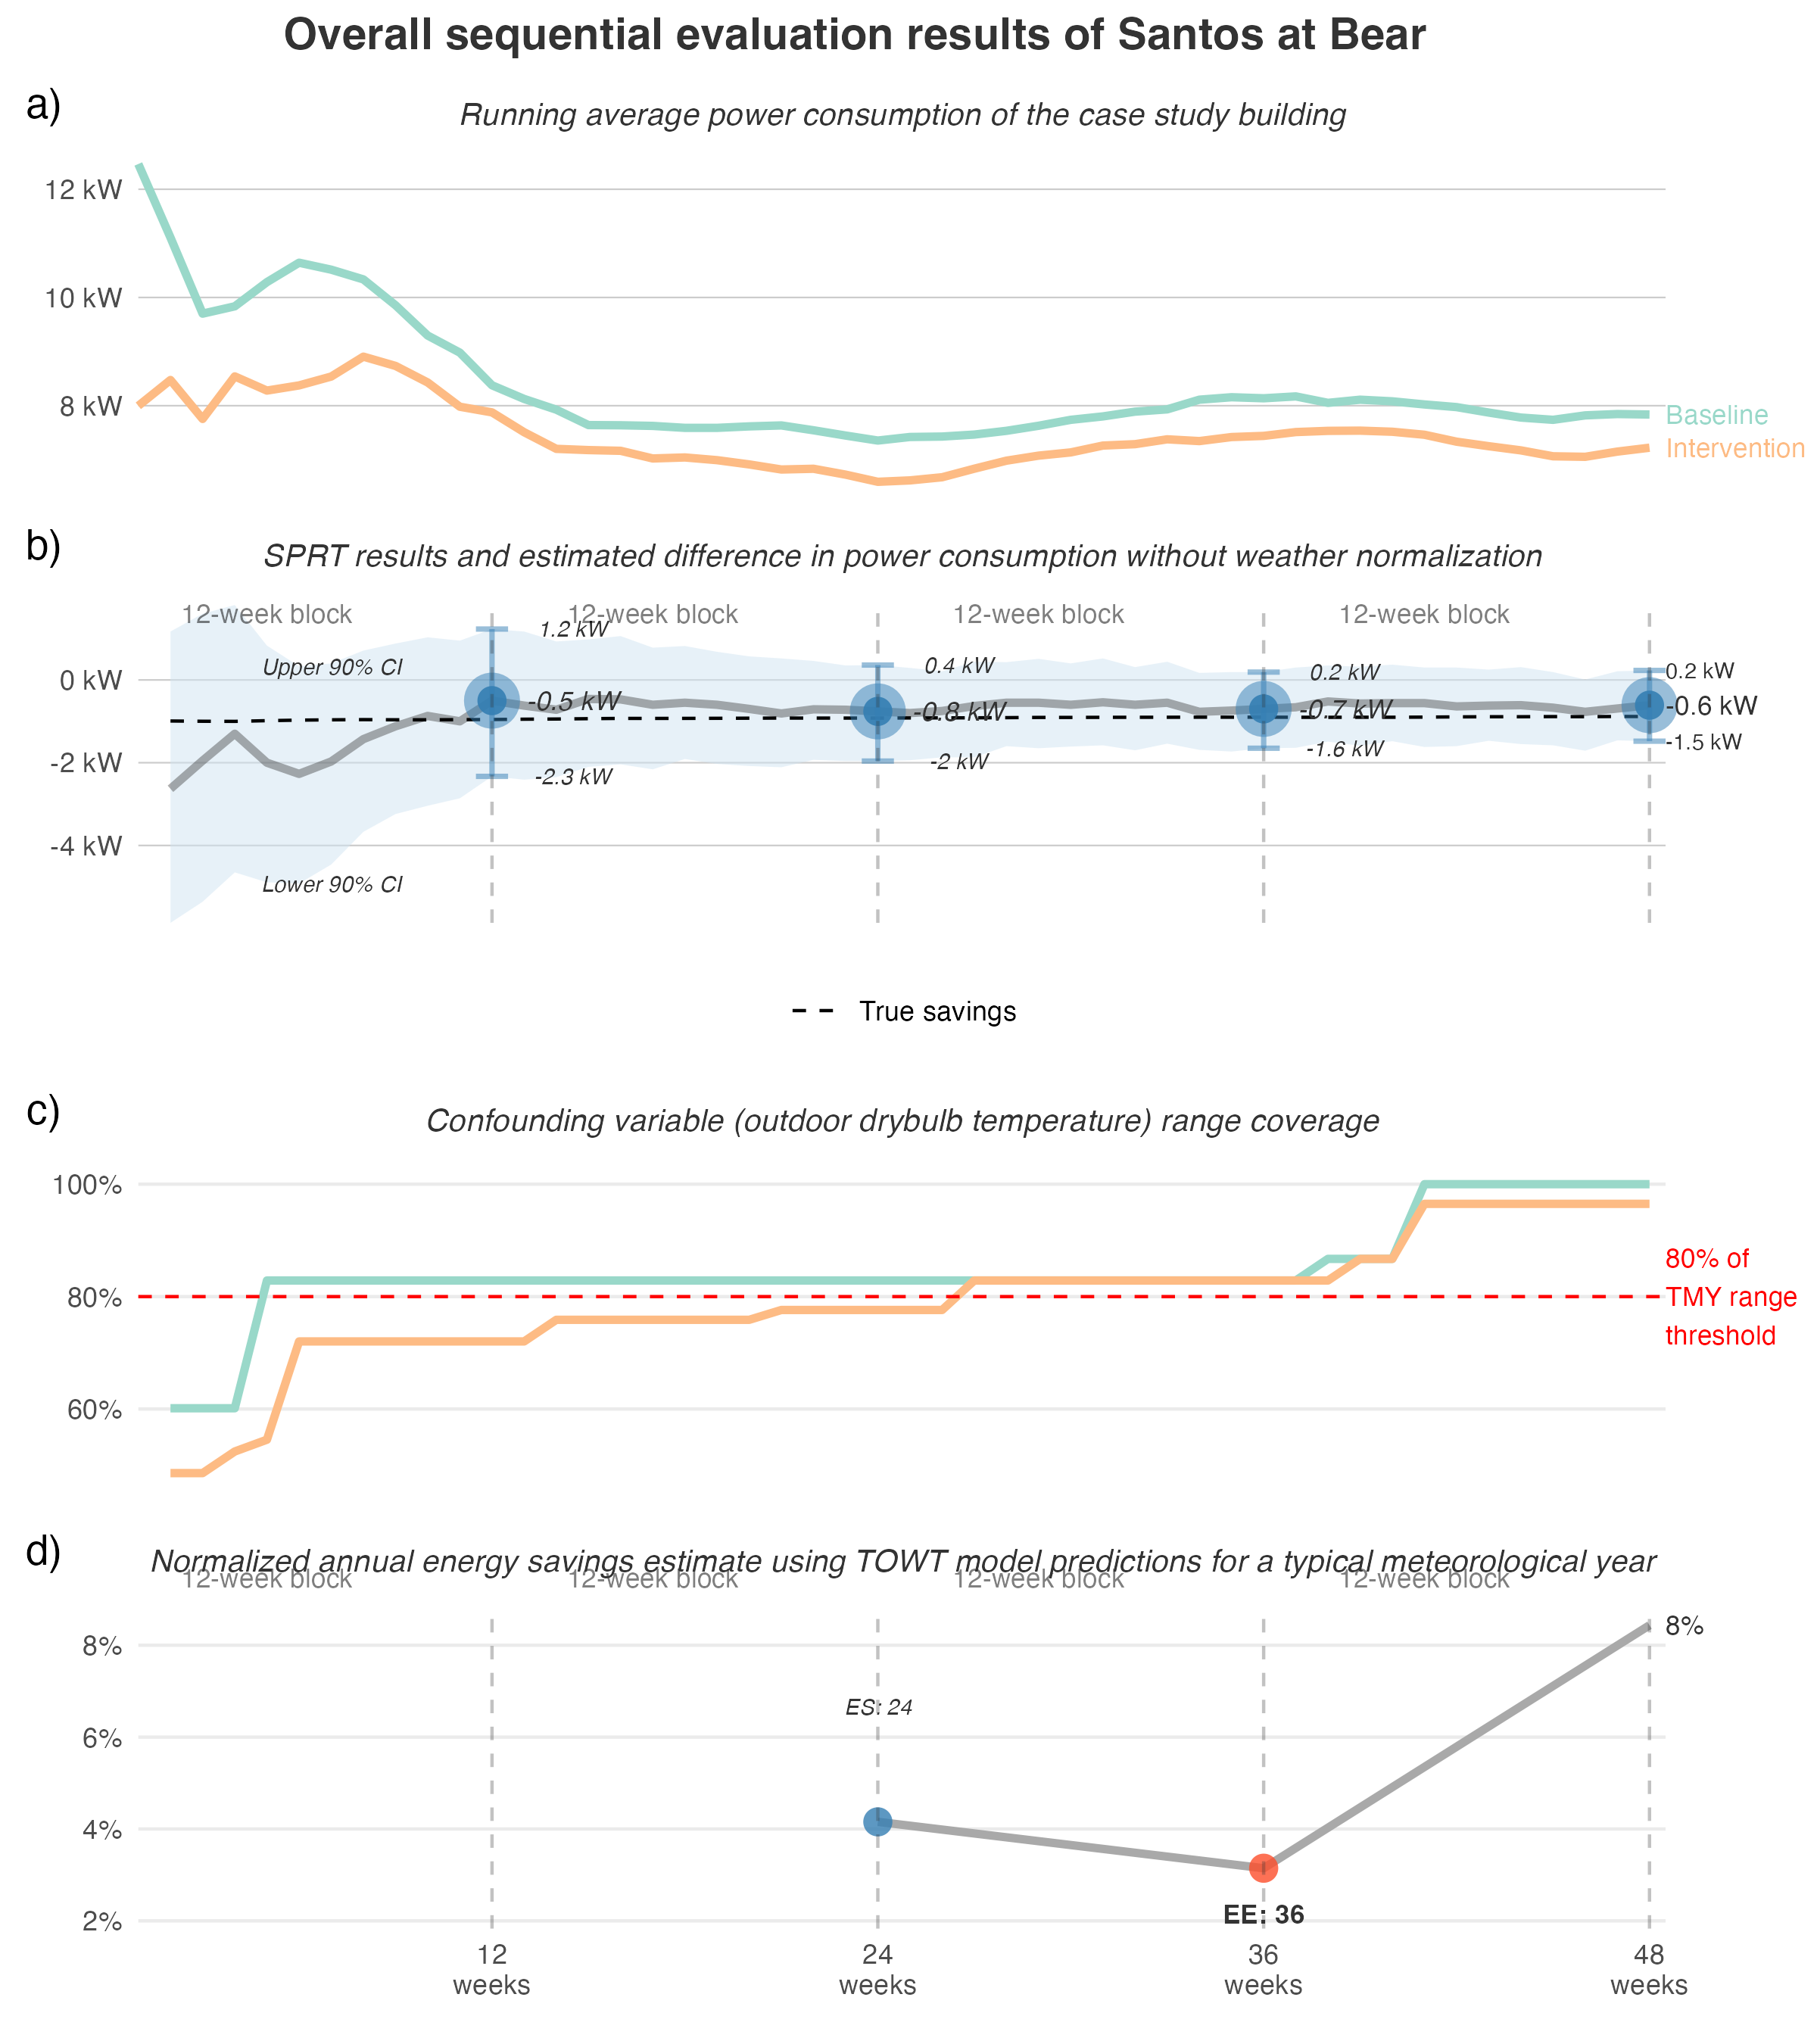 Overall sequential evaluation results of Santos at Bear
a)
Running average power consumption of the case study building
12 kW
10 kW
8 kW
Baseline
Intervention
b)
SPRT results and estimated difference in power consumption without weather normalization
12-week block
12-week block
12-week block
12-week block
1.2 kW
Upper 90% CI
0.4 kW
0.2 kW
0.2 kW
0 kW
-0.5 kW
-0.8 kW
-0.7 kW
-0.6 kW
-2 kW
-2.3 kW
-2 kW
-1.6 kW
-1.5 kW
-4 kW
Lower 90% CI
True savings
c)
Confounding variable (outdoor drybulb temperature) range coverage
100%
80%
60%
80% of
TMY range
threshold
d)
Normalized annual energy savings estimate using TOWT model predictions for a typical meteorological year
12-week block
12-week block
12-week block
12-week block
8%
8%
6%
4%
2%
ES: 24
EE: 36
12
weeks
24
weeks
36
weeks
48
weeks